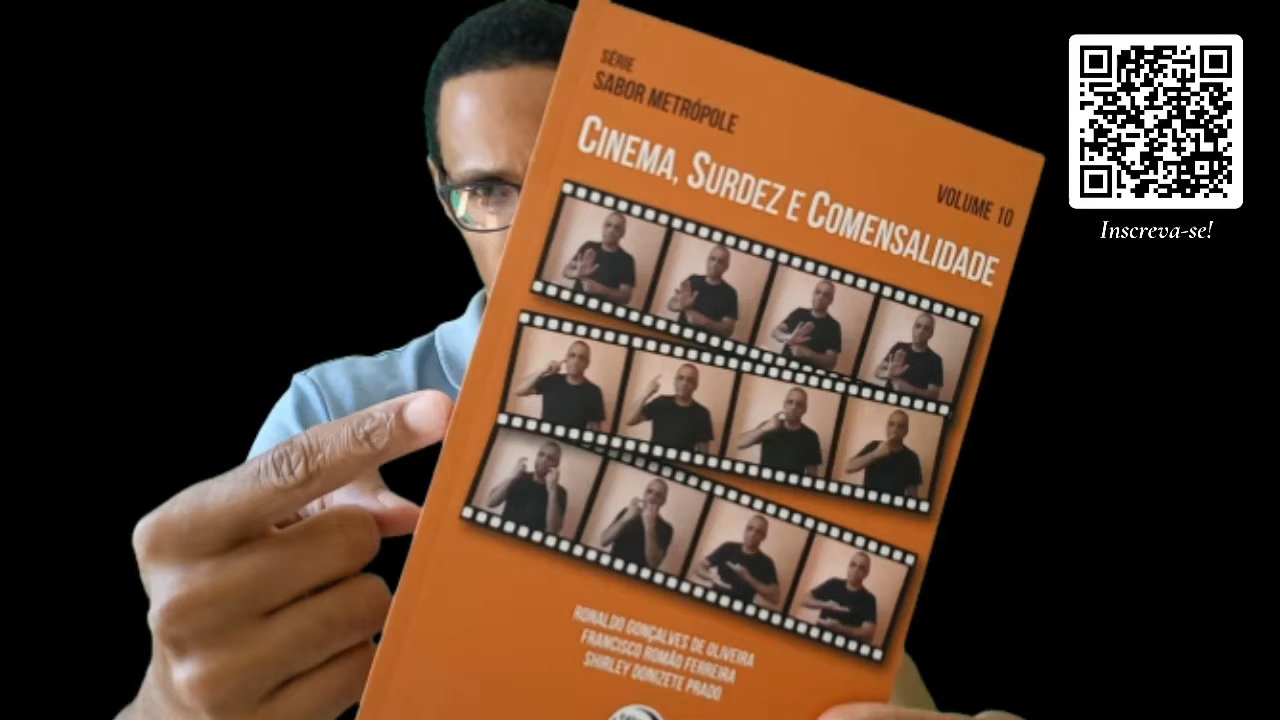 SÉRIE
SABOR METRÓPOLE
CINEMA, SURDEZ E COMENSALIDADE
VOLUME 10
RONALDO GONÇALVES DE OLIVEIRA
FRANCISCO ROMÃO FERREIRA
SHIRLEY DONIZETE PRADO
Inscreva-se!